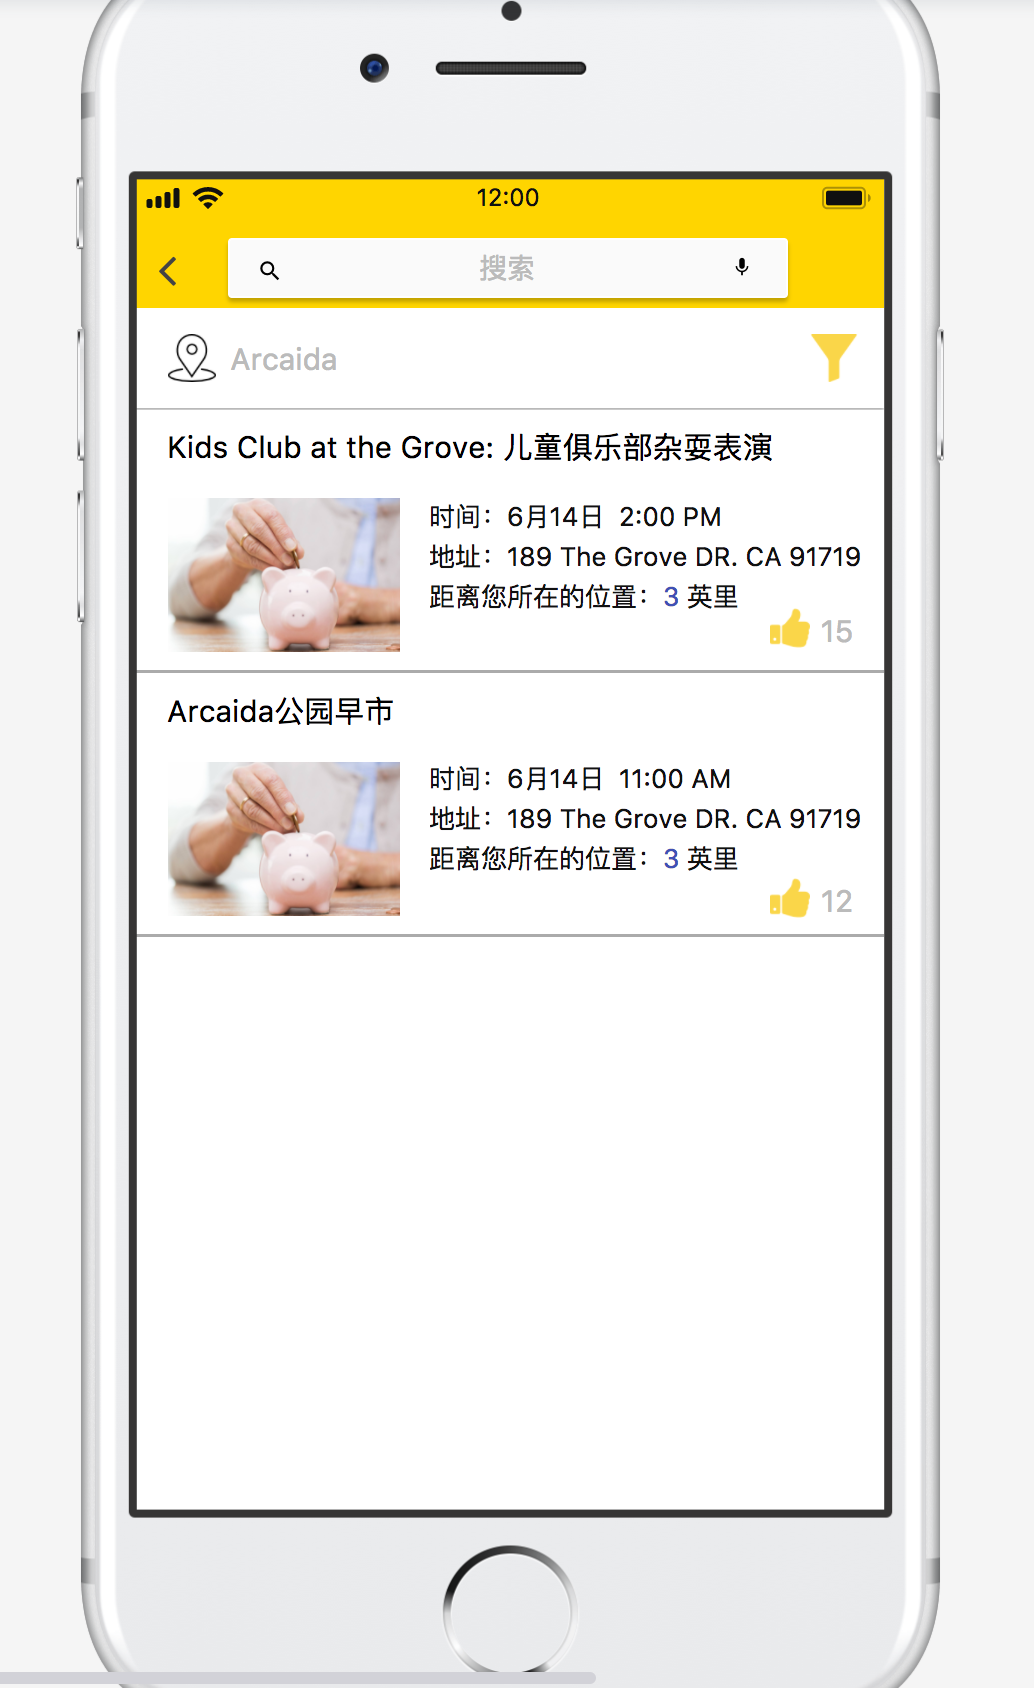 12:00
搜索
Arcaida
Kids Club at the Grove: 儿童俱乐部杂耍表演
时间：6月14日 2:00 PM
地址：189 The Grove DR. CA 91719
距离您所在的位置：3 英里
15
Arcaida公园早市
时间：6月14日 11:00 AM
地址：189 The Grove DR. CA 91719
距离您所在的位置：3 英里
12